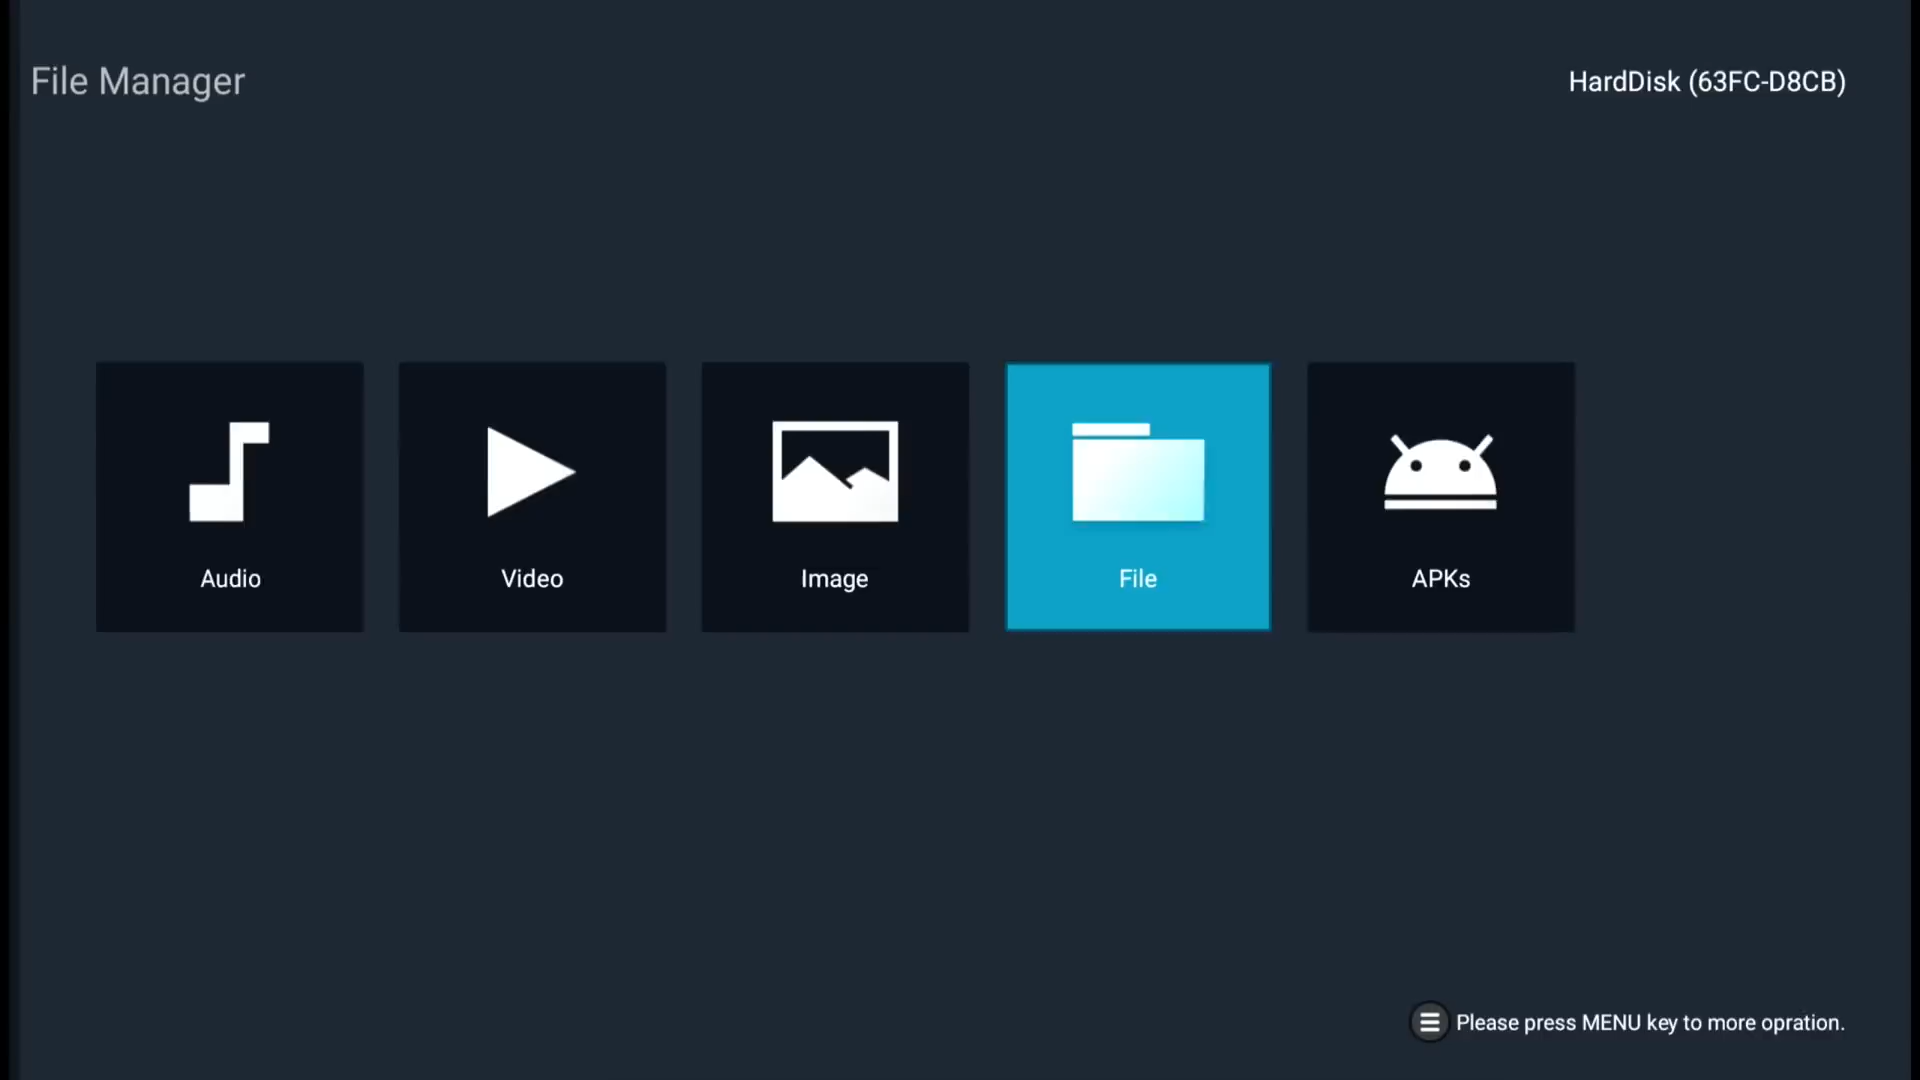 File Manager
HardDisk (63FC-D8CB)
Audio
Video
Image
File
APKs
Please press MENU key to more opration.